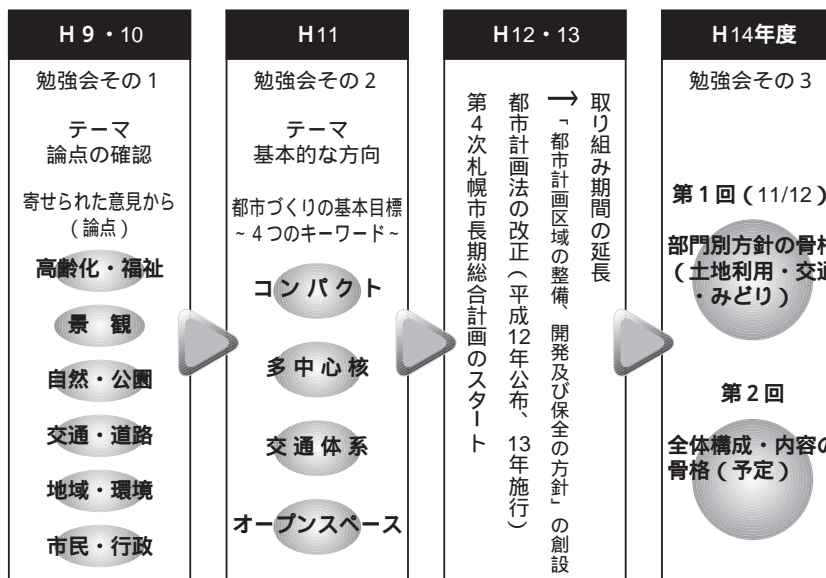 H9・10
勉強会その1
テーマ
論点の確認
寄せられた意見から
(論点)
高齢化・福祉
景 観
自然・公園
交通・道路
地域・環境
市民・行政
H11
勉強会その2
テーマ
基本的な方向
都市づくりの基本目標
~4つのキーワード~
コンパクト
多中心核
交通体系
オープンスペース
H12・13
取り組み期間の延長
→「都市計画区域の整備、開発及び保全の方針」の創設
都市計画法の改正(平成12年公布、13年施行)
第4次札幌市長期総合計画のスタート
H14年度
勉強会その3
第1回(11/12)
部門別方針の骨格
(土地利用・交通
・みどり)
第2回
全体構成・内容の
骨格(予定)